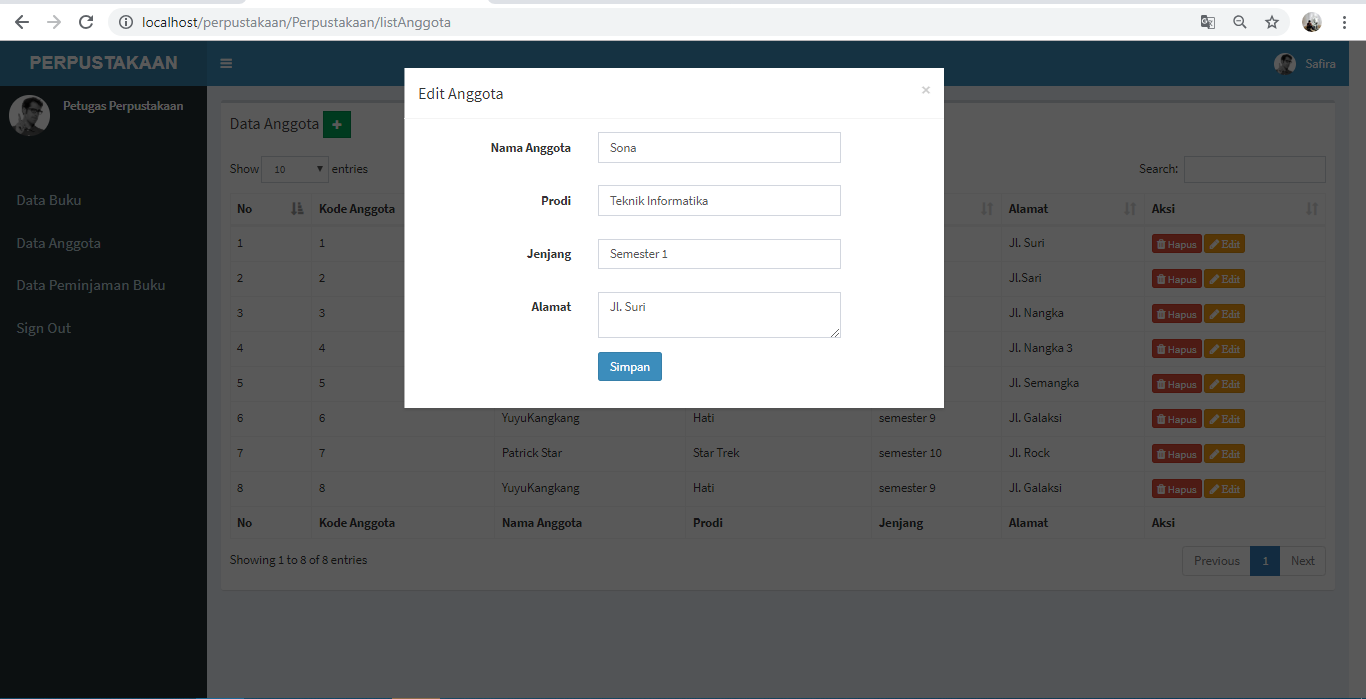 localhost/perpustakaan/Perpustakaan/listAnggota
PERPUSTAKAAN
Safira
Petugas Perpustakaan
Data Buku
Data Anggota
Data Peminjaman Buku
Sign Out
Edit Anggota ×
Nama Anggota Sona
Prodi Teknik Informatika
Jenjang Semester 1
Alamat Jl. Suri
Simpan
Data Anggota +
Show 10 entries Search:
No Kode Anggota Alamat Aksi
1 1 Jl. Suri Hapus Edit
2 2 Jl.Sari Hapus Edit
3 3 Jl. Nangka Hapus Edit
4 4 Jl. Nangka 3 Hapus Edit
5 5 Jl. Semangka Hapus Edit
6 6 YuyuKangkang Hati semester 9 Jl. Galaksi Hapus Edit
7 7 Patrick Star Star Trek semester 10 Jl. Rock Hapus Edit
8 8 YuyuKangkang Hati semester 9 Jl. Galaksi Hapus Edit
No Kode Anggota Nama Anggota Prodi Jenjang Alamat Aksi
Showing 1 to 8 of 8 entries Previous 1 Next